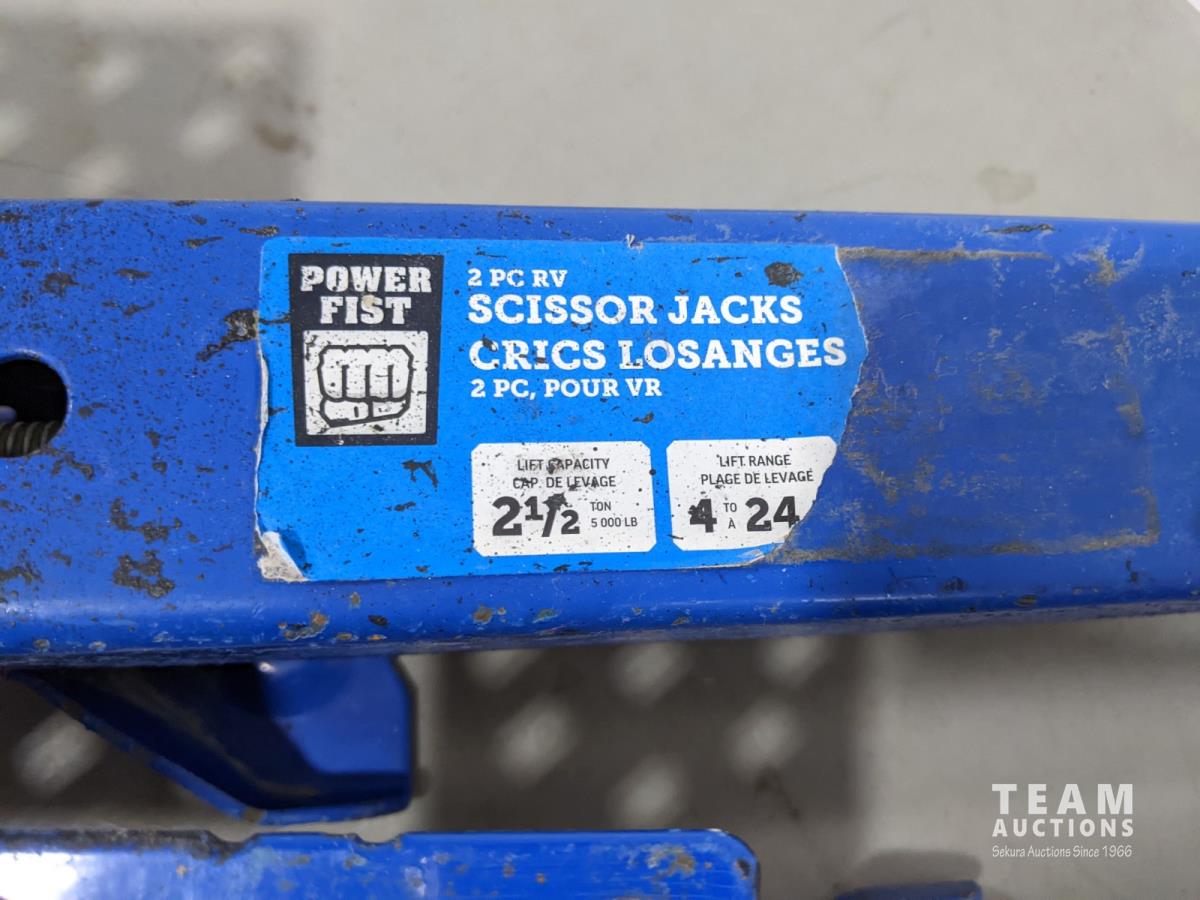 POWER
FIST
2 PC RV
SCISSOR JACKS
CRICS LOSANGES
2 PC, POUR VR
LIFT CAPACITY
CAP. DE LEVAGE
2 1/2 TON
5 000 LB
LIFT RANGE
PLAGE DE LEVAGE
4 TO
À 24
TEAM
AUCTIONS
Sekura Auctions Since 1966